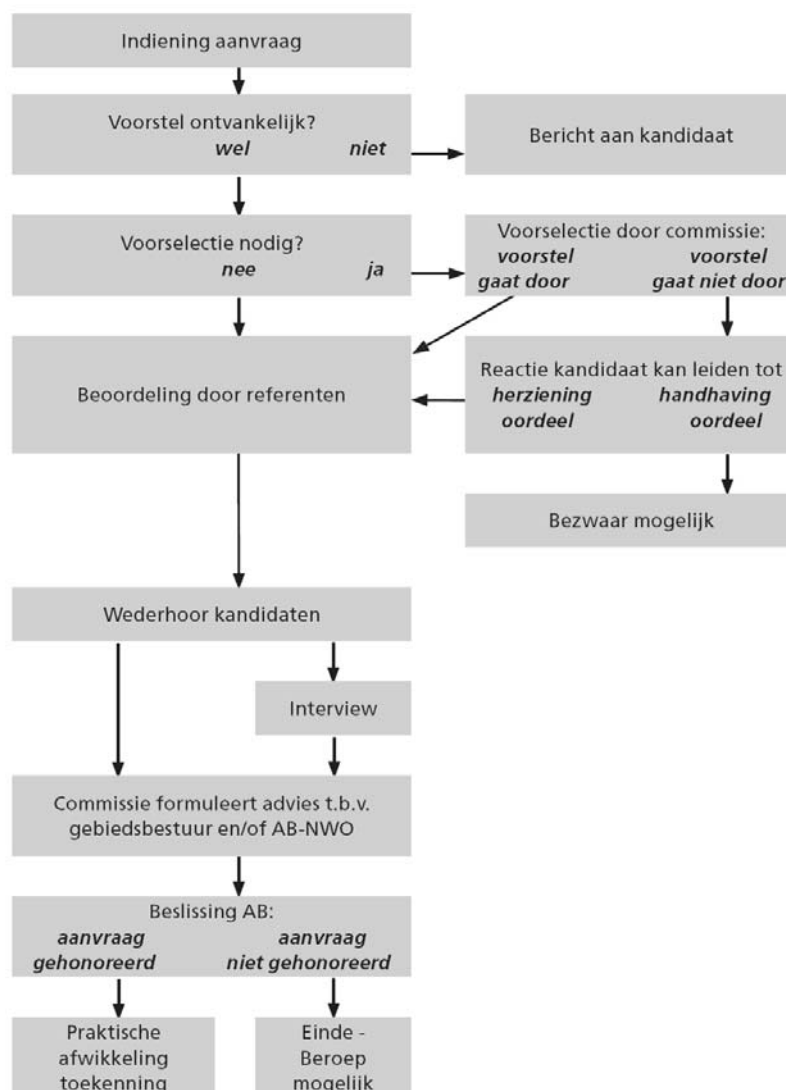 Indiening aanvraag
Voorstel ontvankelijk?
wel niet
Bericht aan kandidaat
Voorselectie nodig?
nee ja
Voorselectie door commissie:
voorstel voorstel
gaat door gaat niet door
Beoordeling door referenten
Reactie kandidaat kan leiden tot
herziening handhaving
oordeel oordeel
Bezwaar mogelijk
Wederhoor kandidaten
Interview
Commissie formuleert advies t.b.v.
gebiedsbestuur en/of AB-NWO
Beslissing AB:
aanvraag aanvraag
gehonoreerd niet gehonoreerd
Praktische
afwikkeling
toekenning
Einde -
Beroep
mogelijk